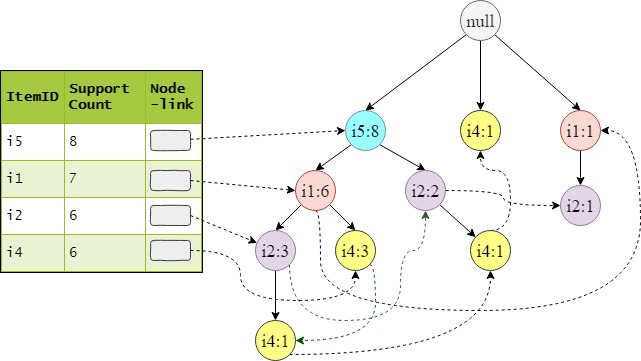 null
ItemID Support Count Node -link
i5 8
i1 7
i2 6
i4 6
i5:8 i4:1 i1:1
i1:6 i2:2 i2:1
i2:3 i4:3 i4:1
i4:1